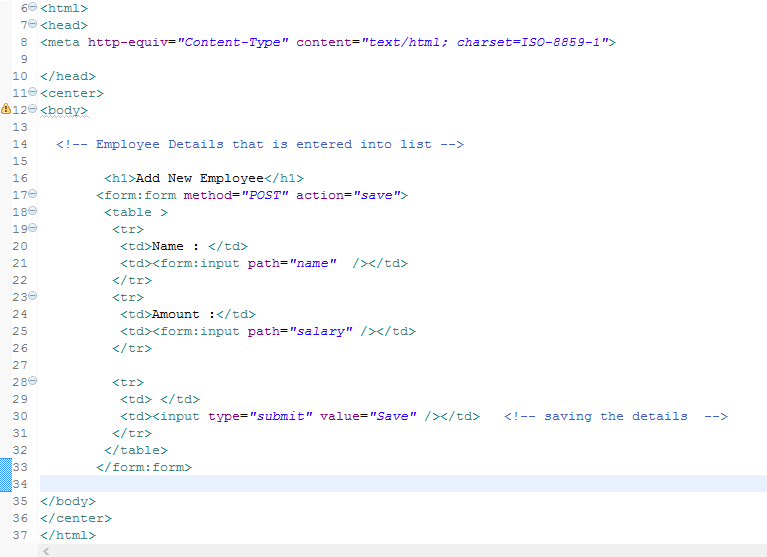 6 <html>
7 <head>
8 <meta http-equiv="Content-Type" content="text/html; charset=ISO-8859-1">
9
10 </head>
11 <center>
12 <body>
13
14   <!-- Employee Details that is entered into list -->
15
16         <h1>Add New Employee</h1>
17        <form:form method="POST" action="save">
18         <table >
19          <tr>
20           <td>Name : </td>
21           <td><form:input path="name"  /></td>
22          </tr>
23          <tr>
24           <td>Amount :</td>
25           <td><form:input path="salary" /></td>
26          </tr>
27
28          <tr>
29           <td> </td>
30           <td><input type="submit" value="Save" /></td>   <!-- saving the details  -->
31          </tr>
32         </table>
33        </form:form>
34
35 </body>
36 </center>
37 </html>